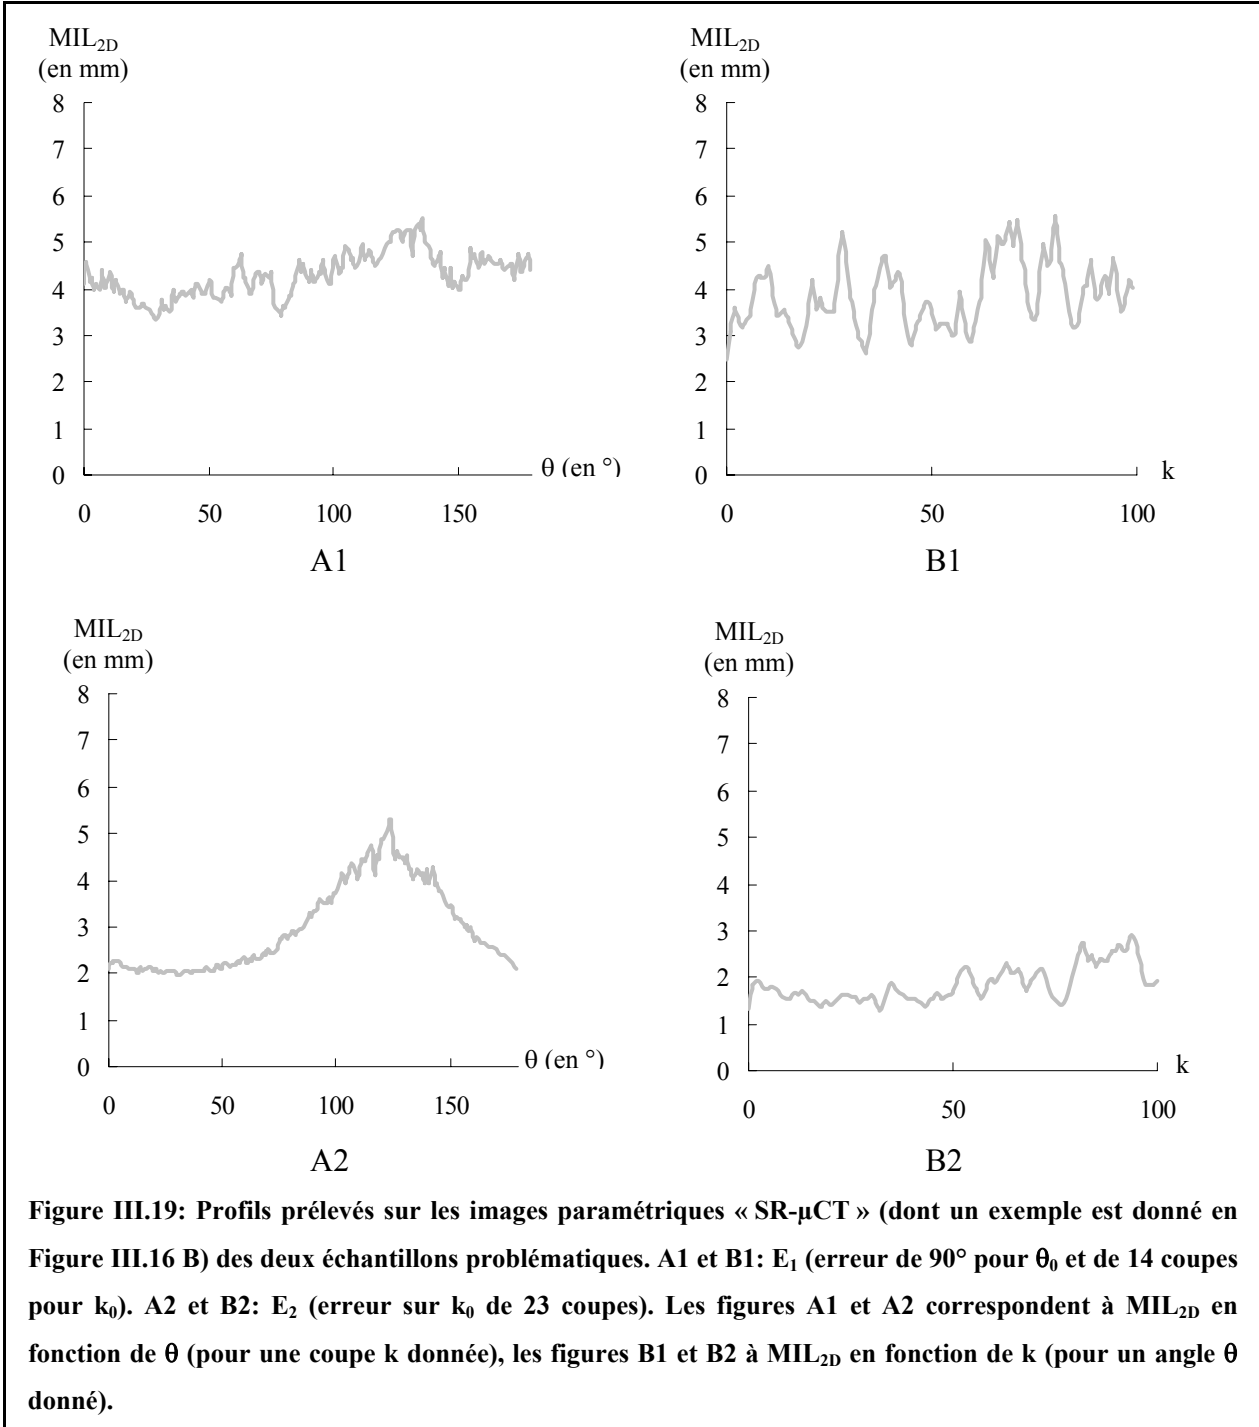 MIL2D
(en mm)
8
7
6
5
4
3
2
1
0
θ (en °)
0 50 100 150
A1
MIL2D
(en mm)
8
7
6
5
4
3
2
1
0
k
0 50 100
B1
MIL2D
(en mm)
8
7
6
5
4
3
2
1
0
θ (en °)
0 50 100 150
A2
MIL2D
(en mm)
8
7
6
5
4
3
2
1
0
k
0 50 100
B2
Figure III.19: Profils prélevés sur les images paramétriques « SR-µCT » (dont un exemple est donné en
Figure III.16 B) des deux échantillons problématiques. A1 et B1: E1 (erreur de 90° pour θ0 et de 14 coupes
pour k0). A2 et B2: E2 (erreur sur k0 de 23 coupes). Les figures A1 et A2 correspondent à MIL2D en
fonction de θ (pour une coupe k donnée), les figures B1 et B2 à MIL2D en fonction de k (pour un angle θ
donné).